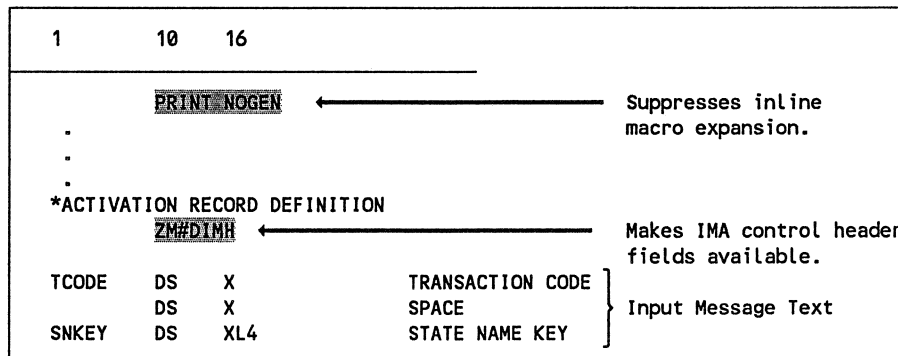 1 10 16
PRINT NOGEN Suppresses inline
macro expansion.
.
.
.
*ACTIVATION RECORD DEFINITION
ZM#DIMH Makes IMA control header
fields available.
TCODE DS X TRANSACTION CODE
DS X SPACE Input Message Text
SNKEY DS XL4 STATE NAME KEY